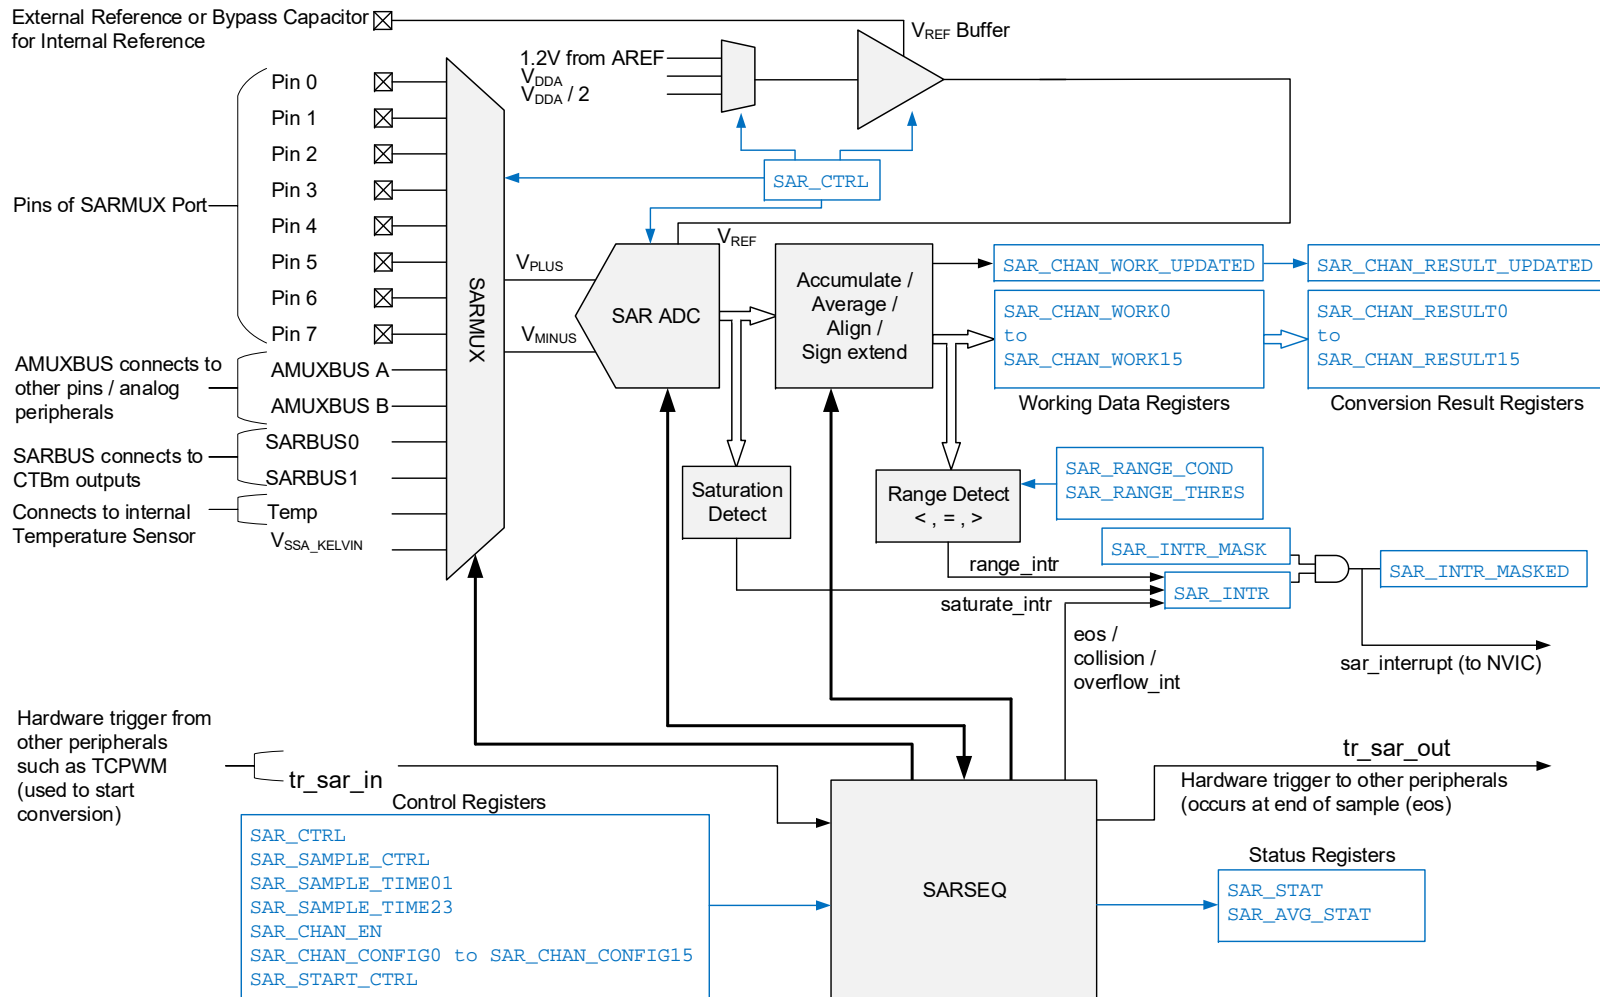 External Reference or Bypass Capacitor
for Internal Reference
VREF Buffer
1.2V from AREF
VDDA
VDDA / 2
SAR_CTRL
Pins of SARMUX Port
Pin 0
Pin 1
Pin 2
Pin 3
Pin 4
Pin 5
Pin 6
Pin 7
AMUXBUS connects to
other pins / analog
peripherals
AMUXBUS A
AMUXBUS B
SARBUS connects to
CTBm outputs
SARBUS0
SARBUS1
Connects to internal
Temperature Sensor
Temp
VSSA_KELVIN
SARMUX
VPLUS
VMINUS
VREF
SAR ADC
Accumulate /
Average /
Align /
Sign extend
SAR_CHAN_WORK_UPDATED
SAR_CHAN_RESULT_UPDATED
SAR_CHAN_WORK0
to
SAR_CHAN_WORK15
SAR_CHAN_RESULT0
to
SAR_CHAN_RESULT15
Working Data Registers
Conversion Result Registers
Saturation
Detect
Range Detect
< , = , >
SAR_RANGE_COND
SAR_RANGE_THRES
SAR_INTR_MASK
SAR_INTR
SAR_INTR_MASKED
range_intr
saturate_intr
eos /
collision /
overflow_int
sar_interrupt (to NVIC)
Hardware trigger from
other peripherals
such as TCPWM
(used to start
conversion)
tr_sar_in
tr_sar_out
Hardware trigger to other peripherals
(occurs at end of sample (eos)
Control Registers
SAR_CTRL
SAR_SAMPLE_CTRL
SAR_SAMPLE_TIME01
SAR_SAMPLE_TIME23
SAR_CHAN_EN
SAR_CHAN_CONFIG0 to SAR_CHAN_CONFIG15
SAR_START_CTRL
SARSEQ
Status Registers
SAR_STAT
SAR_AVG_STAT